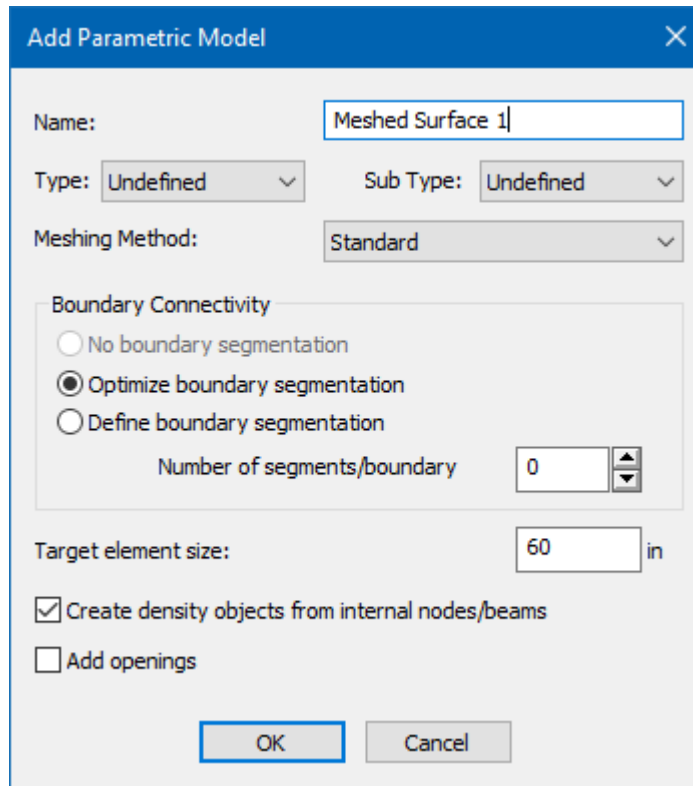 Add Parametric Model
Name: Meshed Surface 1
Type: Undefined Sub Type: Undefined
Meshing Method: Standard
Boundary Connectivity
No boundary segmentation
Optimize boundary segmentation
Define boundary segmentation
Number of segments/boundary 0
Target element size: 60 in
Create density objects from internal nodes/beams
Add openings
OK Cancel